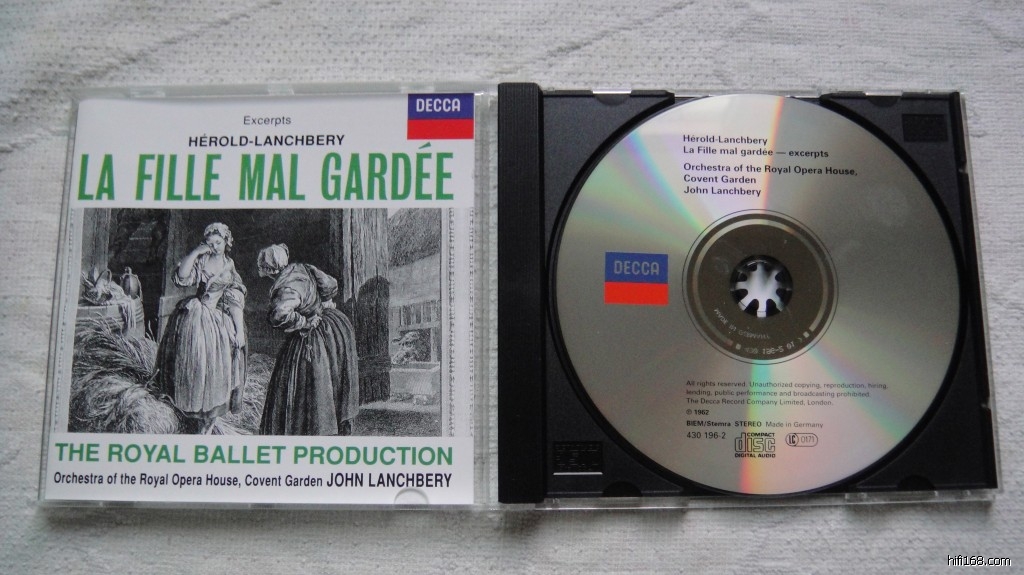 Excerpts
DECCA
HÉROLD-LANCHBERY
LA FILLE MAL GARDÉE
THE ROYAL BALLET PRODUCTION
Orchestra of the Royal Opera House, Covent Garden JOHN LANCHBERY
Hérold-Lanchbery
La Fille mal gardée — excerpts
Orchestra of the Royal Opera House,
Covent Garden
John Lanchbery
DECCA
All rights reserved. Unauthorized copying, reproduction, hiring,
lending, public performance and broadcasting prohibited.
The Decca Record Company Limited, London.
℗ 1962
BIEM/Stemra STEREO Made in Germany
430 196-2
COMPACT
disc
DIGITAL AUDIO
LC 0171
hifi168.com